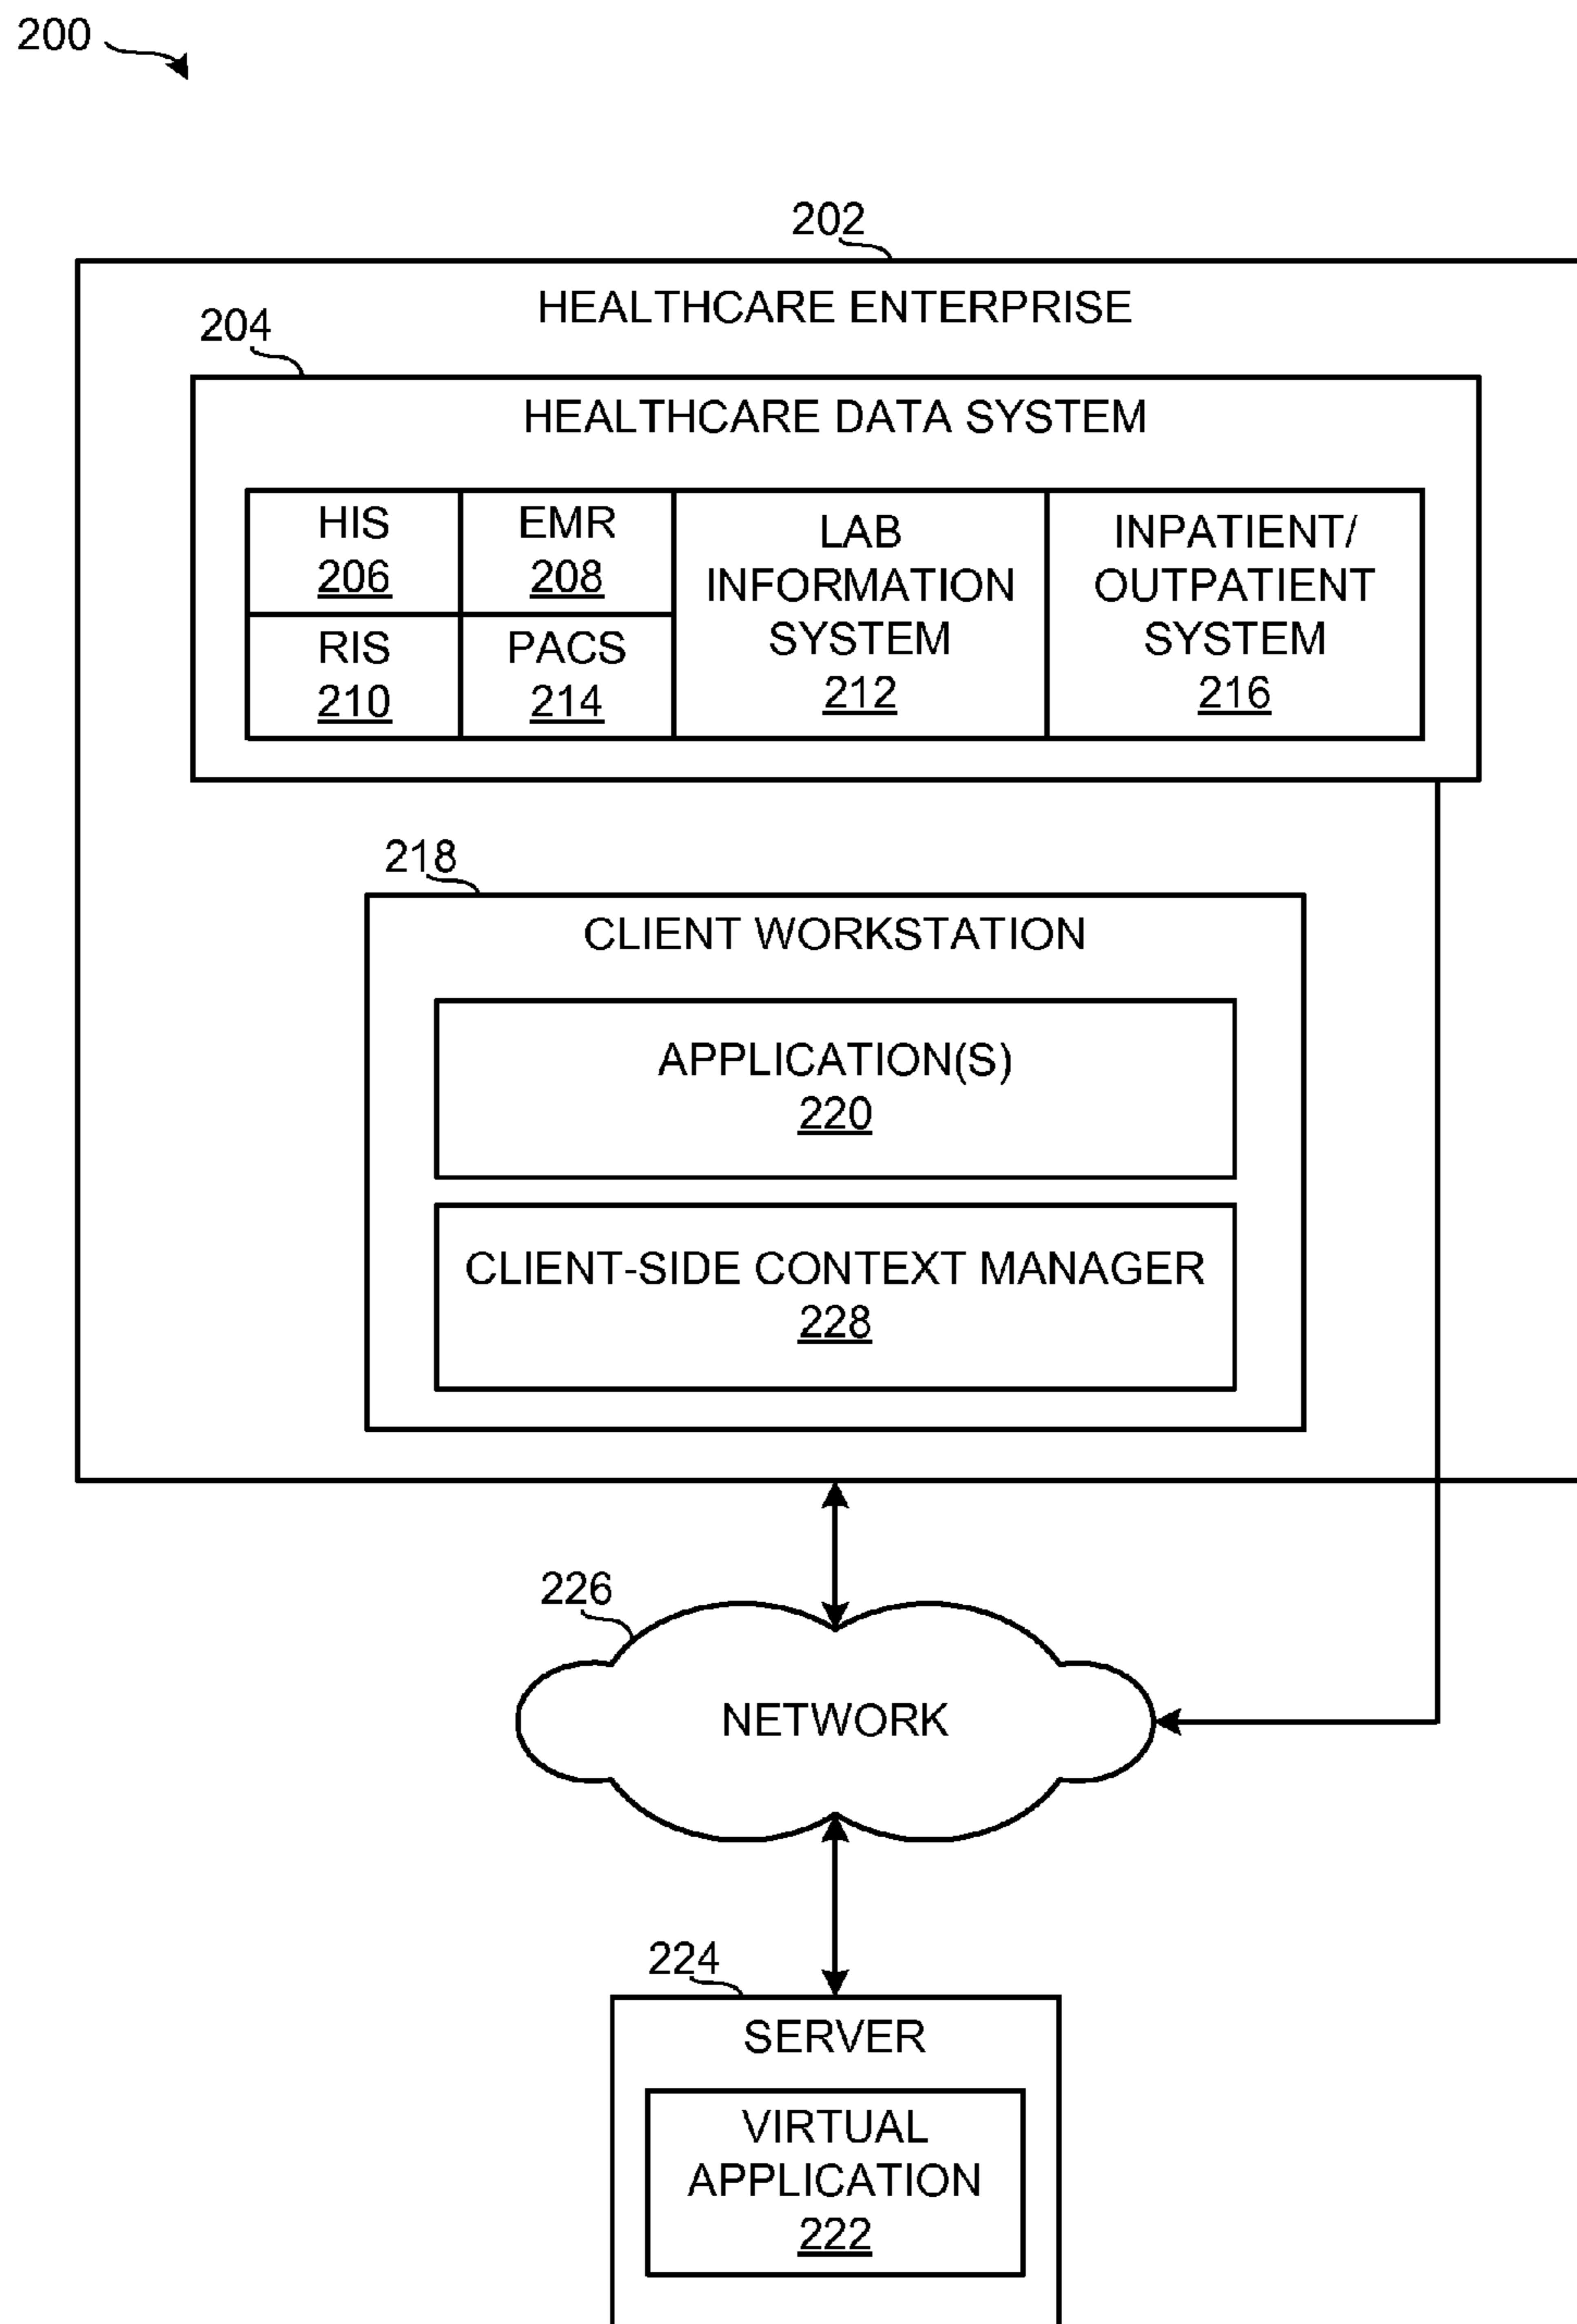 200
202
HEALTHCARE ENTERPRISE
204
HEALTHCARE DATA SYSTEM
HIS
206
EMR
208
RIS
210
PACS
214
LAB
INFORMATION
SYSTEM
212
INPATIENT/
OUTPATIENT
SYSTEM
216
218
CLIENT WORKSTATION
APPLICATION(S)
220
CLIENT-SIDE CONTEXT MANAGER
228
226
NETWORK
224
SERVER
VIRTUAL
APPLICATION
222